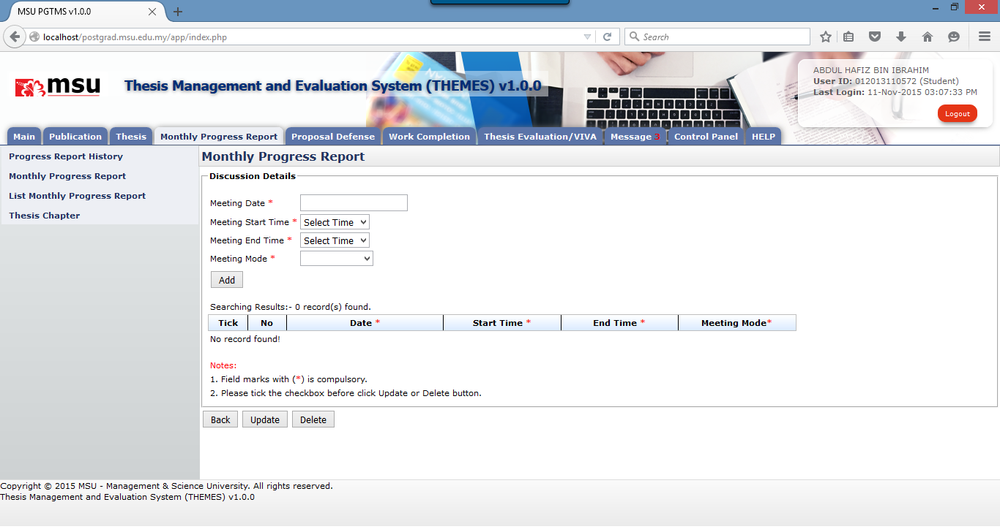 MSU PGTMS v1.0.0
localhost/postgrad.msu.edu.my/app/index.php
Search
msu
Thesis Management and Evaluation System (THEMES) v1.0.0
ABDUL HAFIZ BIN IBRAHIM
User ID: 012013110572 (Student)
Last Login: 11-Nov-2015 03:07:33 PM
Logout
Main Publication Thesis Monthly Progress Report Proposal Defense Work Completion Thesis Evaluation/VIVA Message 3 Control Panel HELP
Progress Report History
Monthly Progress Report
List Monthly Progress Report
Thesis Chapter
Monthly Progress Report
Discussion Details
Meeting Date *
Meeting Start Time * Select Time
Meeting End Time * Select Time
Meeting Mode *
Add
Searching Results:- 0 record(s) found.
Tick No Date * Start Time * End Time * Meeting Mode*
No record found!
Notes:
1. Field marks with (*) is compulsory.
2. Please tick the checkbox before click Update or Delete button.
Back Update Delete
Copyright © 2015 MSU - Management & Science University. All rights reserved.
Thesis Management and Evaluation System (THEMES) v1.0.0